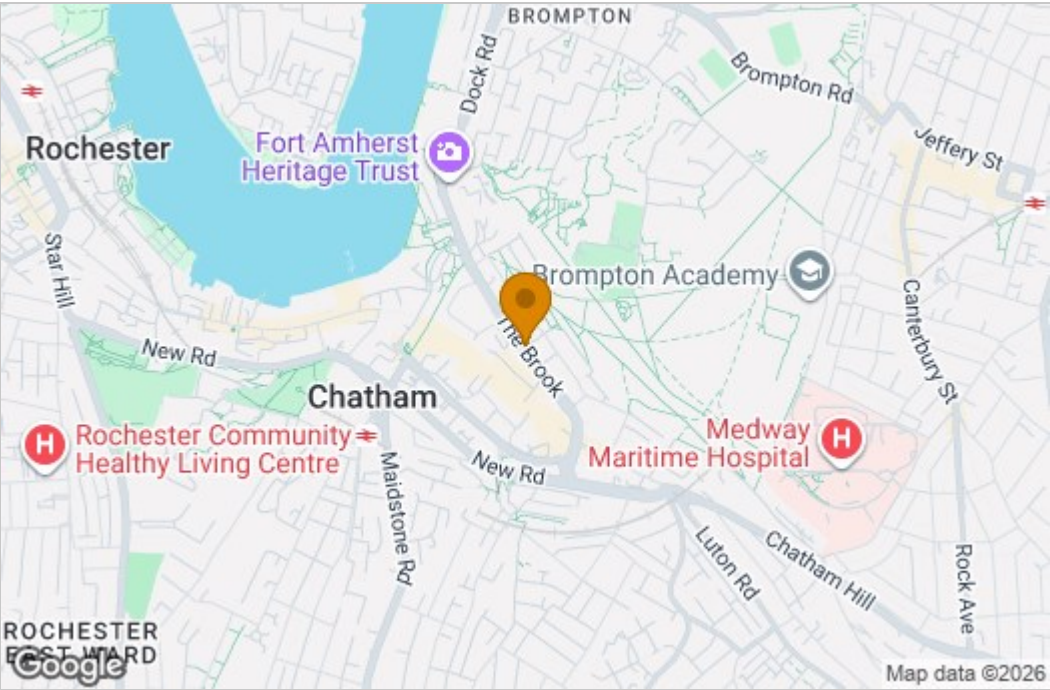 BROMPTON
Dock Rd
Brompton Rd
Rochester
Fort Amherst
Heritage Trust
Jeffery St
Star Hill
Brompton Academy
Canterbury St
The Brook
New Rd
Chatham
Rochester Community
Healthy Living Centre
Medway
Maritime Hospital
Maidstone Rd
New Rd
Luton Rd
Chatham Hill
Rock Ave
ROCHESTER
EAST WARD
Google
Map data ©2026